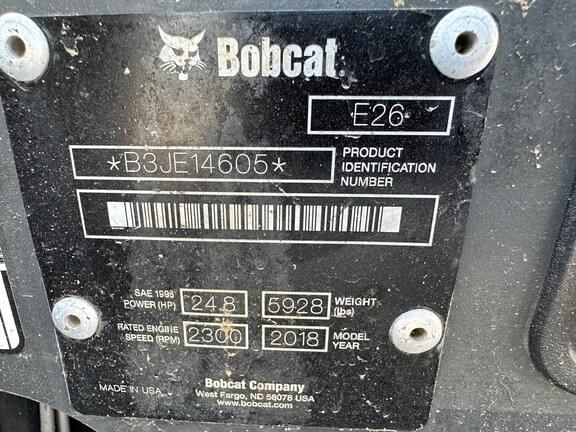 Bobcat
E26
*B3JE14605*
PRODUCT
IDENTIFICATION
NUMBER
SAE 1995
POWER (HP)
24.8
5928
WEIGHT
(lbs)
RATED ENGINE
SPEED (RPM)
2300
2018
MODEL
YEAR
MADE IN USA
Bobcat Company
West Fargo, ND 58078 USA
www.bobcat.com